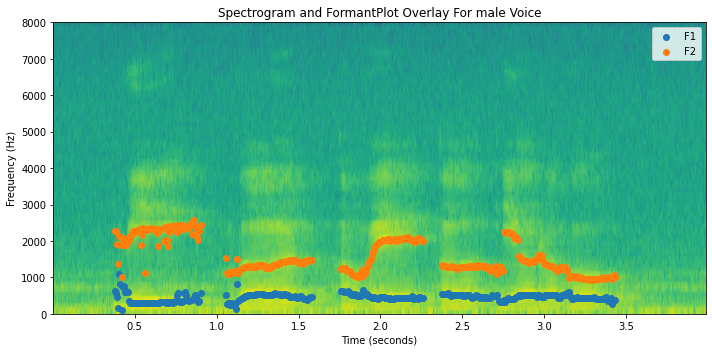 Spectrogram and FormantPlot Overlay For male Voice
F1
F2
Frequency (Hz)
8000
7000
6000
5000
4000
3000
2000
1000
0
0.5 1.0 1.5 2.0 2.5 3.0 3.5
Time (seconds)